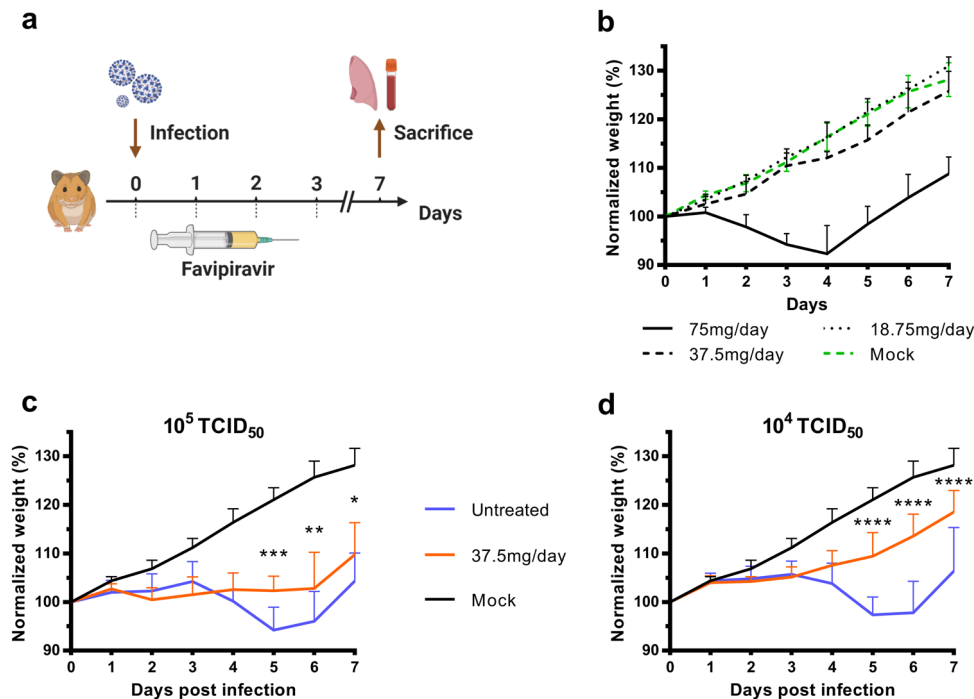 a
Infection
Sacrifice
0 1 2 3 7
Days
Favipiravir
b
Normalized weight (%)
130
120
110
100
90
0 1 2 3 4 5 6 7
Days
75mg/day
18.75mg/day
37.5mg/day
Mock
c
10⁵ TCID₅₀
Normalized weight (%)
130
120
110
100
90
***
**
*
0 1 2 3 4 5 6 7
Days post infection
Untreated
37.5mg/day
Mock
d
10⁴ TCID₅₀
Normalized weight (%)
130
120
110
100
90
****
****
****
0 1 2 3 4 5 6 7
Days post infection